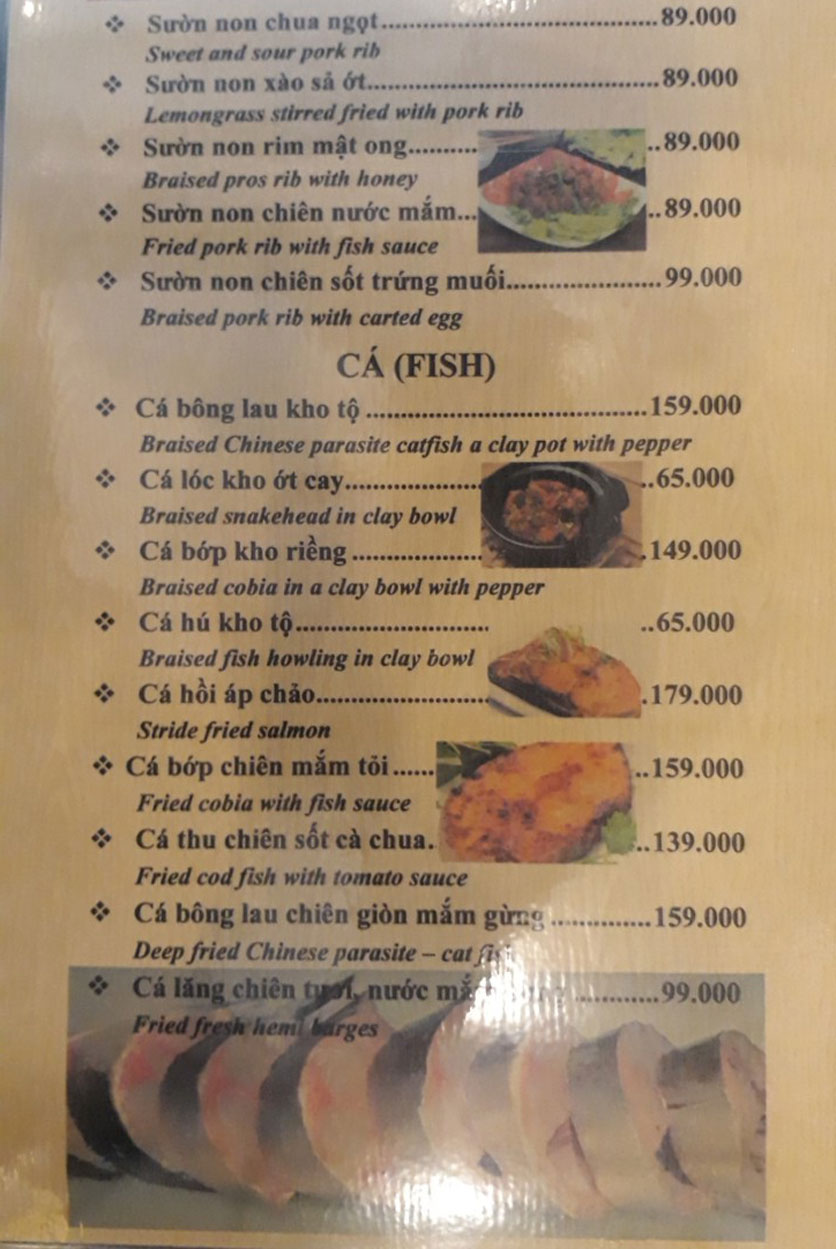 ❖ Sườn non chua ngọt..........................................89.000
Sweet and sour pork rib
❖ Sườn non xào sả ớt............................................89.000
Lemongrass stirred fried with pork rib
❖ Sườn non rim mật ong.......... ..89.000
Braised pros rib with honey
❖ Sườn non chiên nước mắm... ..89.000
Fried pork rib with fish sauce
❖ Sườn non chiên sốt trứng muối......................99.000
Braised pork rib with carted egg
CÁ (FISH)
❖ Cá bông lau kho tộ ........................................159.000
Braised Chinese parasite catfish a clay pot with pepper
❖ Cá lóc kho ớt cay.................... ..65.000
Braised snakehead in clay bowl
❖ Cá bớp kho riềng ................... .149.000
Braised cobia in a clay bowl with pepper
❖ Cá hú kho tộ............................ ..65.000
Braised fish howling in clay bowl
❖ Cá hồi áp chảo......................... .179.000
Stride fried salmon
❖ Cá bớp chiên mắm tỏi ...... ..159.000
Fried cobia with fish sauce
❖ Cá thu chiên sốt cà chua. ..139.000
Fried cod fish with tomato sauce
❖ Cá bông lau chiên giòn mắm gừng ..............159.000
Deep fried Chinese parasite – cat fish
❖ Cá lăng chiên tươi, nước mắm ............99.000
Fried fresh hemi barges